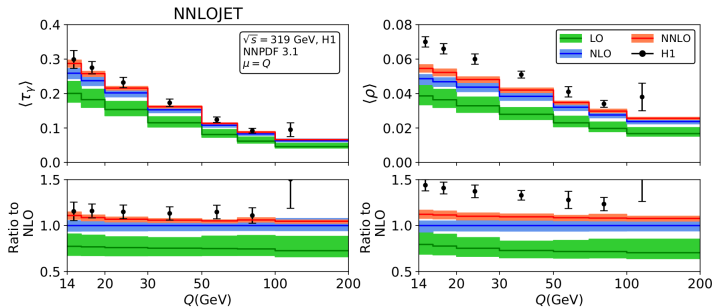 NNLOJET
0.4
0.3
0.2
0.1
0.0
⟨τ_γ⟩
√s = 319 GeV, H1
NNPDF 3.1
μ = Q
0.08
0.06
0.04
0.02
0.00
⟨ρ⟩
LO
NLO
NNLO
H1
1.5
1.0
0.5
Ratio to
NLO
14 20 30 50 70 100 200
Q(GeV)
1.5
1.0
0.5
Ratio to
NLO
14 20 30 50 70 100 200
Q(GeV)